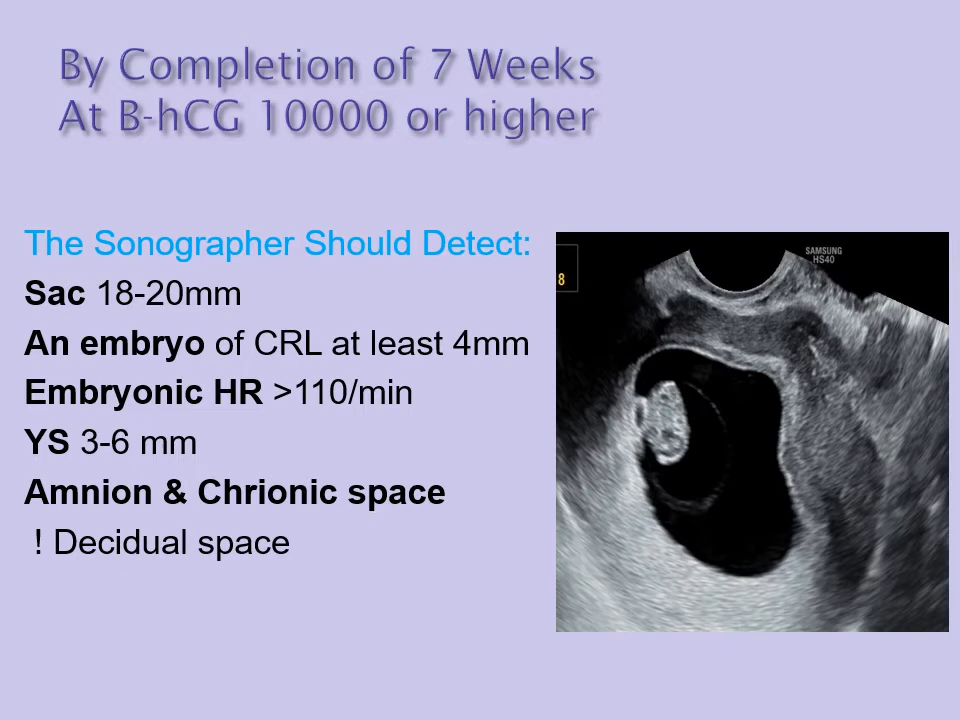 By Completion of 7 Weeks
At B-hCG 10000 or higher
The Sonographer Should Detect:
Sac 18-20mm
An embryo of CRL at least 4mm
Embryonic HR >110/min
YS 3-6 mm
Amnion & Chrionic space
! Decidual space
SAMSUNG
HS40
8